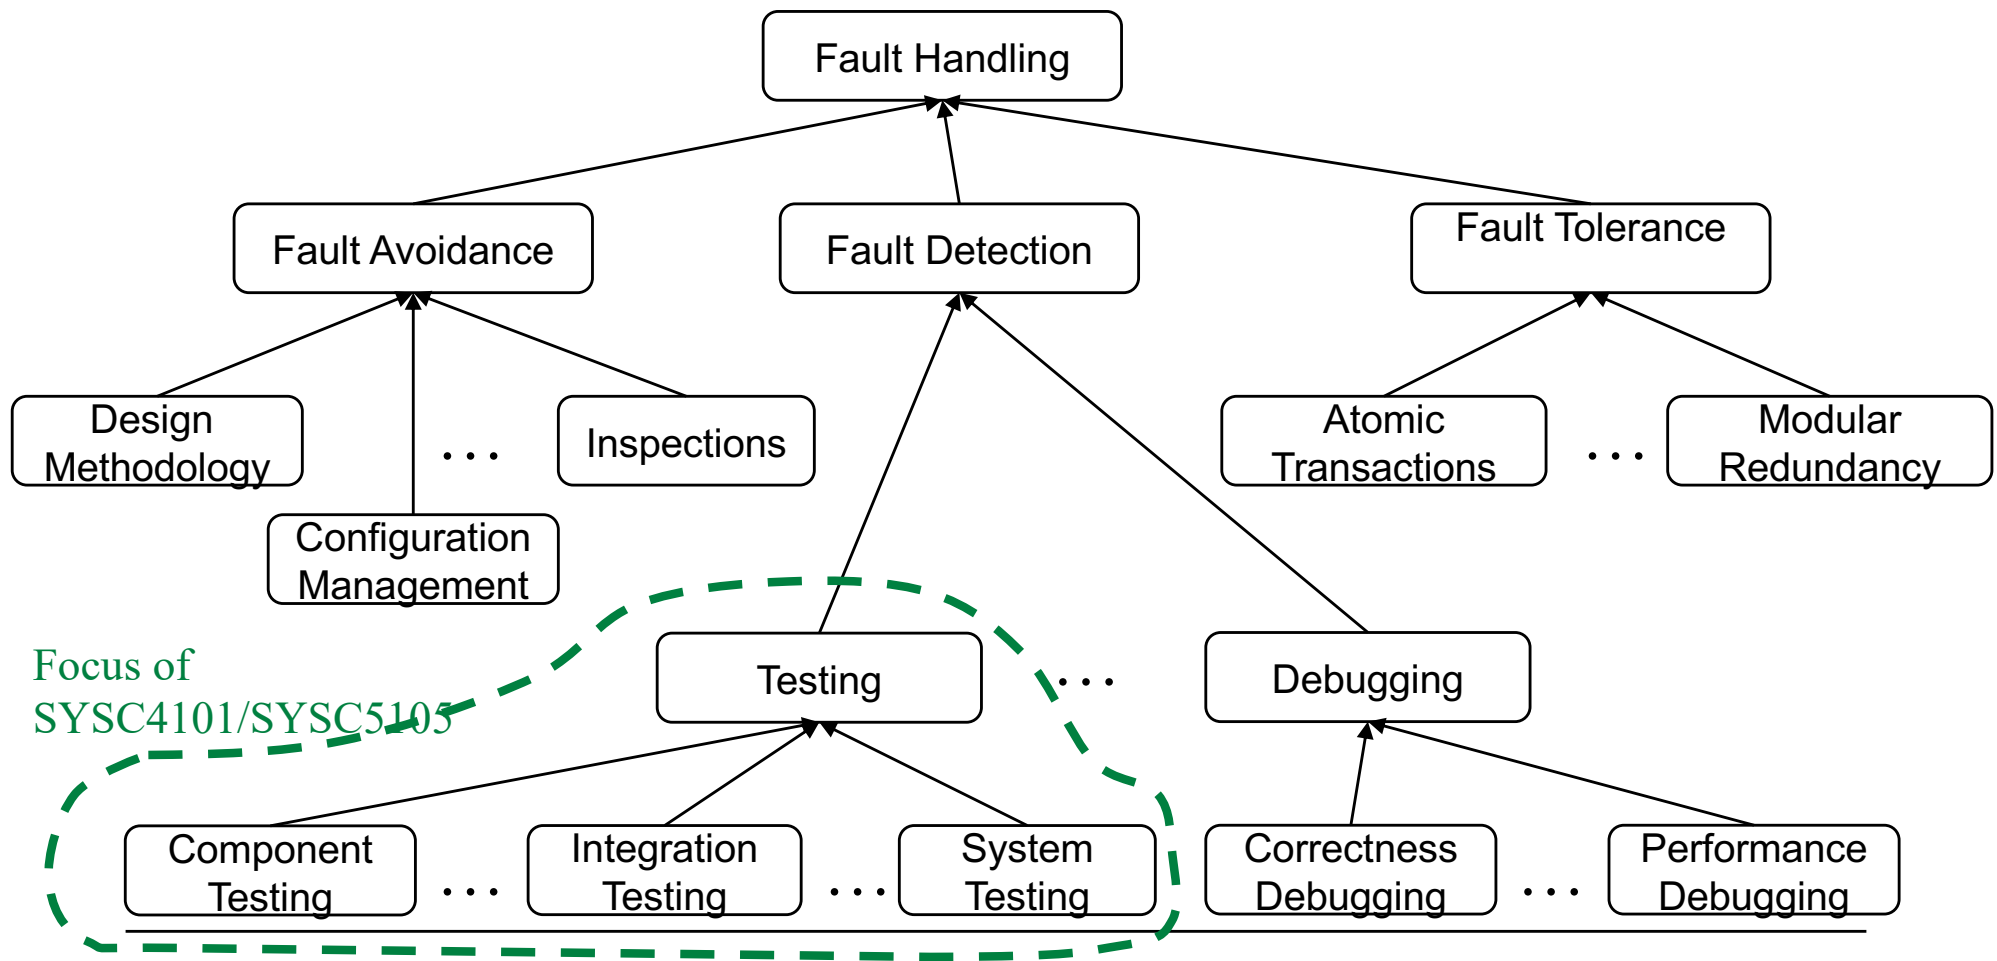 Fault Handling
Fault Avoidance
Fault Detection
Fault Tolerance
Design
Methodology
...
Inspections
Atomic
Transactions
...
Modular
Redundancy
Configuration
Management
Focus of
SYSC4101/SYSC5105
Testing
...
Debugging
Component
Testing
...
Integration
Testing
...
System
Testing
Correctness
Debugging
...
Performance
Debugging